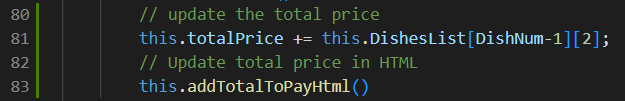 80 // update the total price
81 this.totalPrice += this.DishesList[DishNum-1][2];
82 // Update total price in HTML
83 this.addTotalToPayHtml()